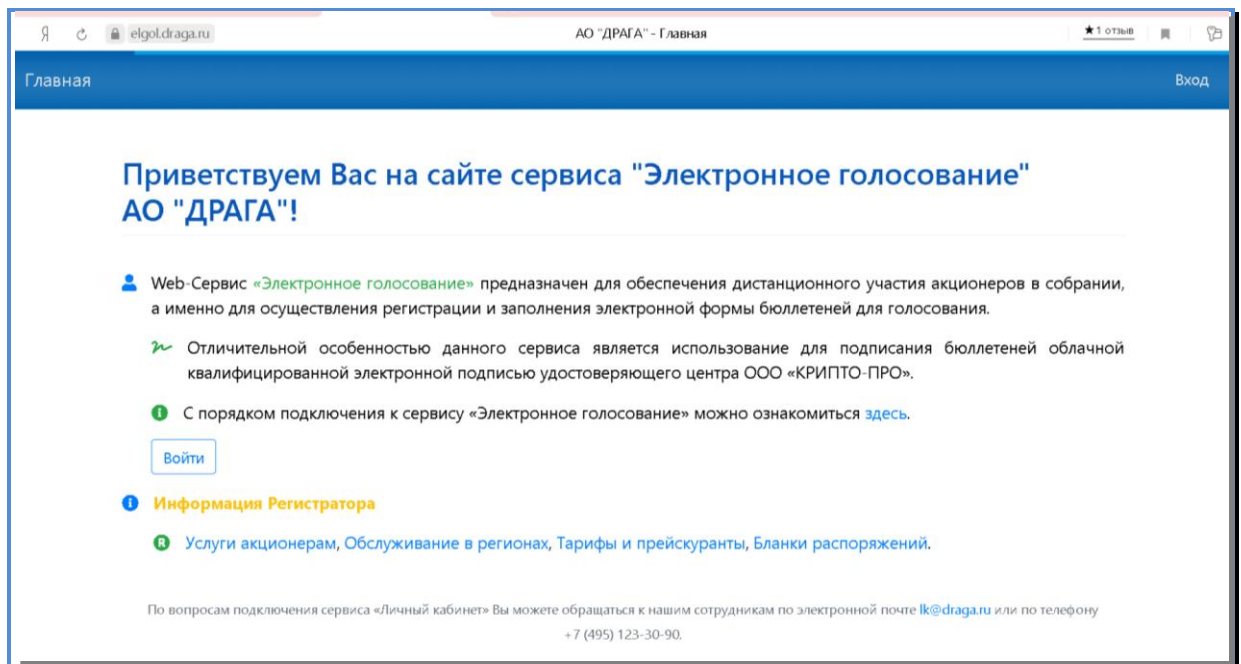 Я elgol.draga.ru АО "ДРАГА" - Главная ★ 1 отзыв
Главная Вход
Приветствуем Вас на сайте сервиса "Электронное голосование"
АО "ДРАГА"!
Web-Сервис «Электронное голосование» предназначен для обеспечения дистанционного участия акционеров в собрании,
а именно для осуществления регистрации и заполнения электронной формы бюллетеней для голосования.
Отличительной особенностью данного сервиса является использование для подписания бюллетеней облачной
квалифицированной электронной подписью удостоверяющего центра ООО «КРИПТО-ПРО».
С порядком подключения к сервису «Электронное голосование» можно ознакомиться здесь.
Войти
Информация Регистратора
R Услуги акционерам, Обслуживание в регионах, Тарифы и прейскуранты, Бланки распоряжений.
По вопросам подключения сервиса «Личный кабинет» Вы можете обращаться к нашим сотрудникам по электронной почте lk@draga.ru или по телефону
+7 (495) 123-30-90.